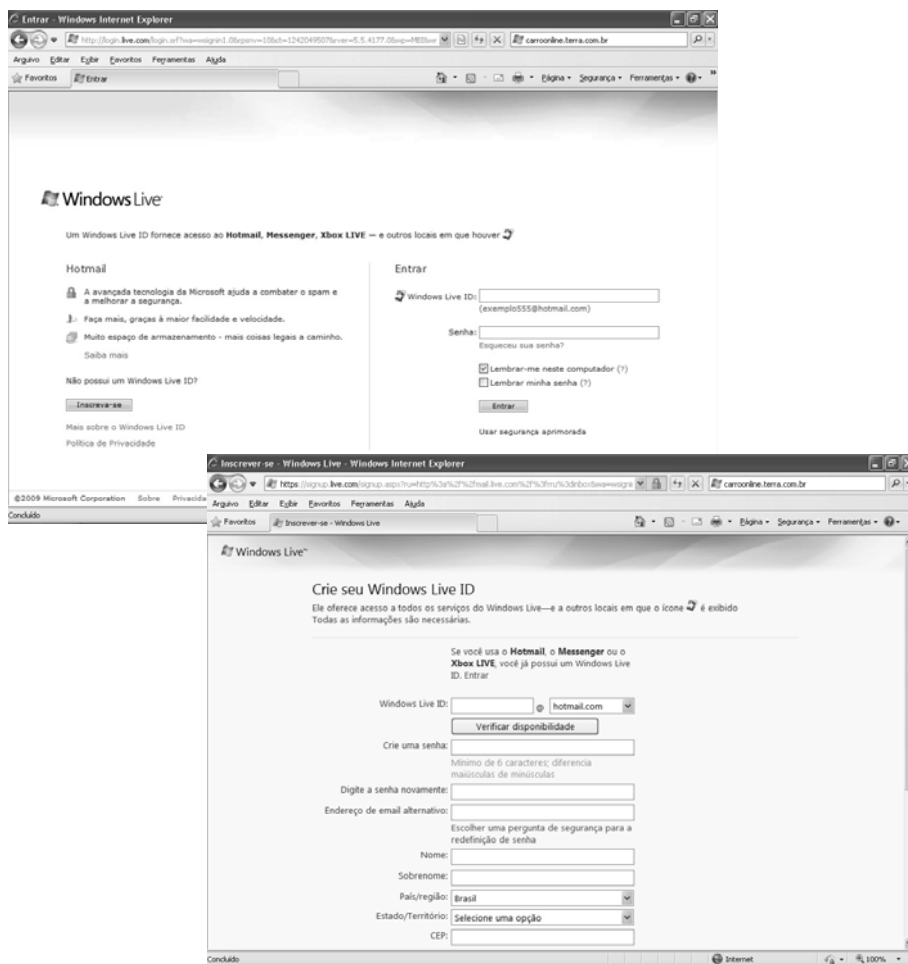 Entrar - Windows Internet Explorer
carroonline.terra.com.br
Arquivo Editar Exibir Favoritos Ferramentas Ajuda
Favoritos Entrar Página Segurança Ferramentas
Windows Live
Um Windows Live ID fornece acesso ao Hotmail, Messenger, Xbox LIVE — e outros locais em que houver
Hotmail
A avançada tecnologia da Microsoft ajuda a combater o spam e
a melhorar a segurança.
Faça mais, graças à maior facilidade e velocidade.
Muito espaço de armazenamento - mais coisas legais a caminho.
Saiba mais
Não possui um Windows Live ID?
Inscreva-se
Mais sobre o Windows Live ID
Política de Privacidade
Entrar
Windows Live ID:
(exemplo555@hotmail.com)
Senha:
Esqueceu sua senha?
Lembrar-me neste computador (?)
Lembrar minha senha (?)
Entrar
Usar segurança aprimorada
©2009 Microsoft Corporation Sobre
Concluído
Inscrever-se - Windows Live - Windows Internet Explorer
carroonline.terra.com.br
Arquivo Editar Exibir Favoritos Ferramentas Ajuda
Favoritos Inscrever-se - Windows Live Página Segurança Ferramentas
Windows Live™
Crie seu Windows Live ID
Ele oferece acesso a todos os serviços do Windows Live—e a outros locais em que o ícone é exibido
Todas as informações são necessárias.
Se você usa o Hotmail, o Messenger ou o
Xbox LIVE, você já possui um Windows Live
ID. Entrar
Windows Live ID: @ hotmail.com
Verificar disponibilidade
Crie uma senha:
Mínimo de 6 caracteres; diferencia
maiúsculas de minúsculas
Digite a senha novamente:
Endereço de email alternativo:
Escolher uma pergunta de segurança para a
redefinição de senha
Nome:
Sobrenome:
País/região: Brasil
Estado/Território: Selecione uma opção
CEP:
Concluído Internet 100%